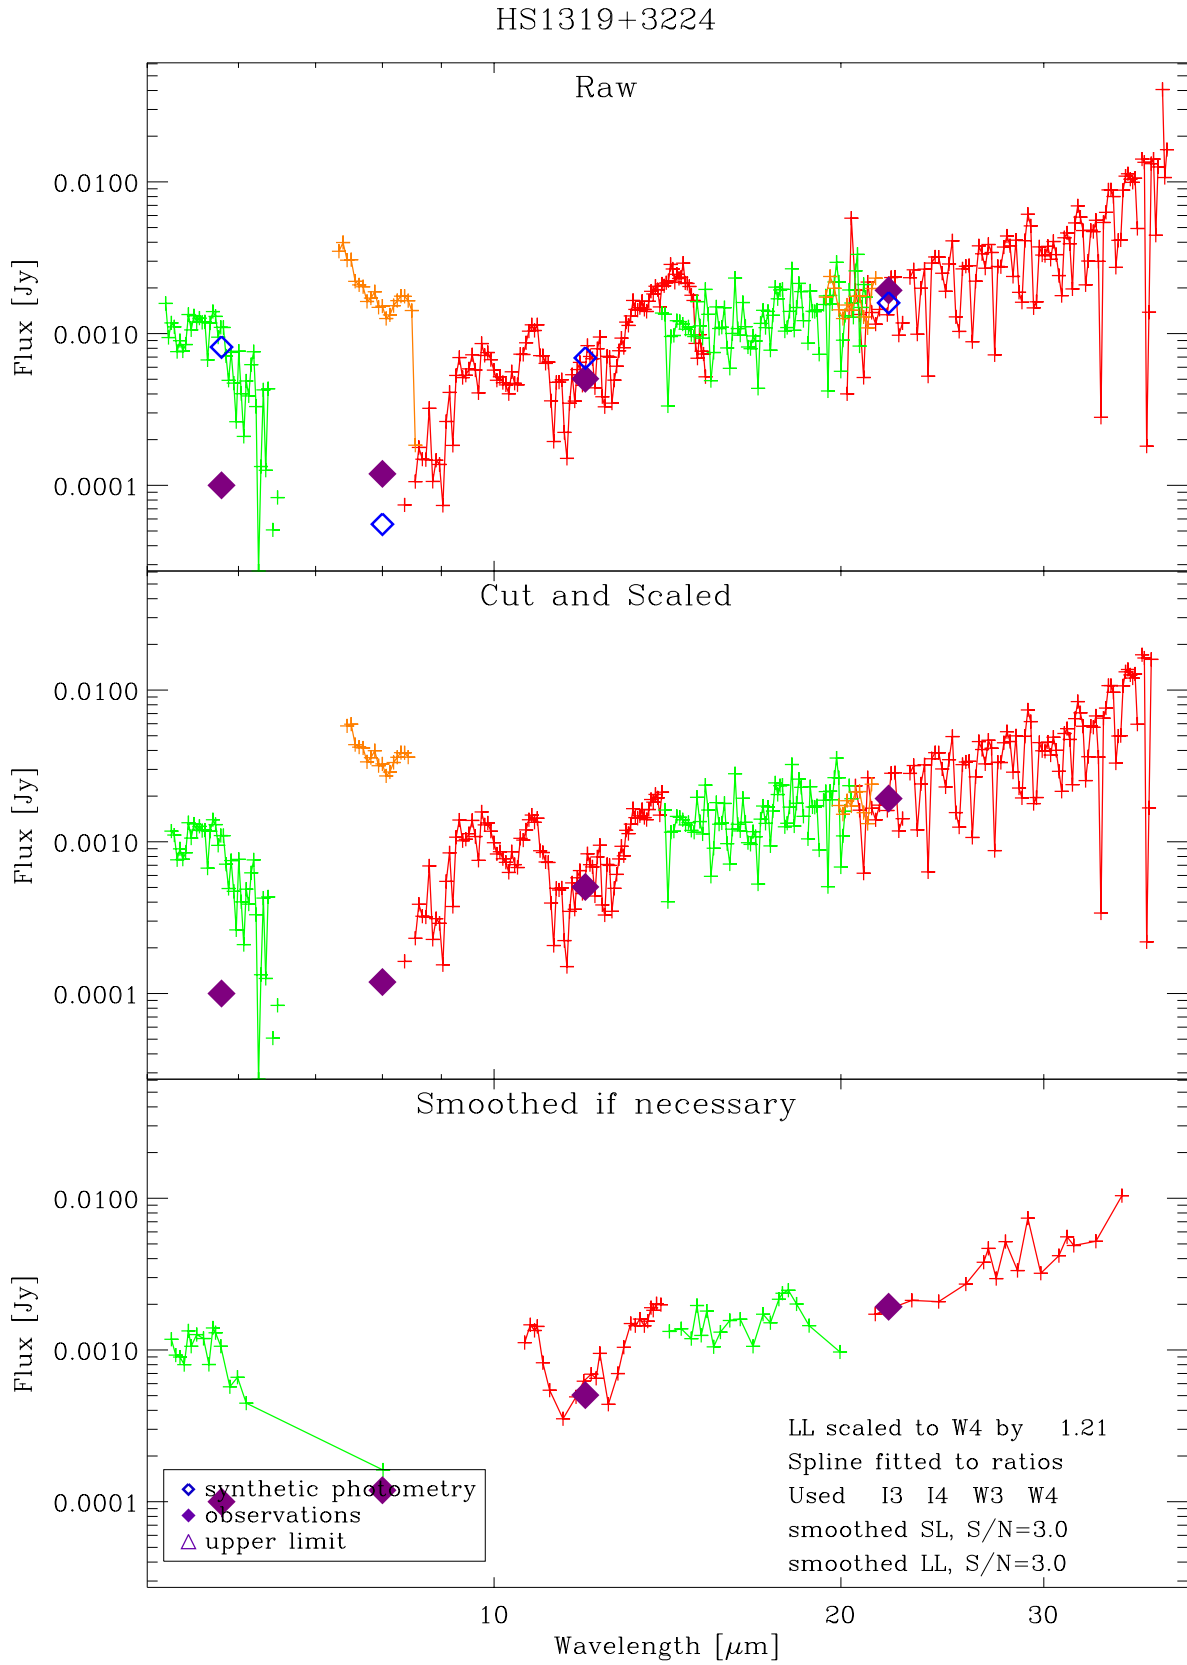 HS1319+3224
Raw
0.0100
0.0010
0.0001
Flux [Jy]
Cut and Scaled
0.0100
0.0010
0.0001
Flux [Jy]
Smoothed if necessary
0.0100
0.0010
0.0001
Flux [Jy]
synthetic photometry
observations
upper limit
LL scaled to W4 by 1.21
Spline fitted to ratios
Used I3 I4 W3 W4
smoothed SL, S/N=3.0
smoothed LL, S/N=3.0
10 20 30
Wavelength [μm]